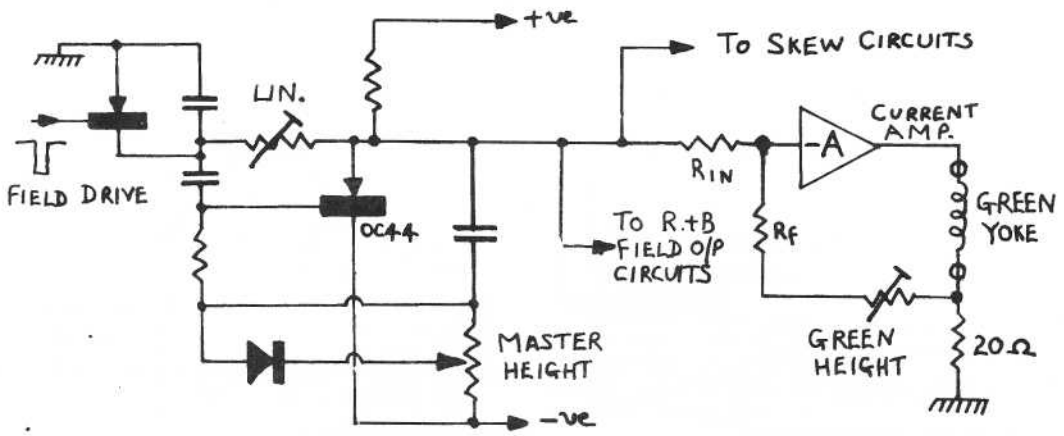 +ve
TO SKEW CIRCUITS
LIN.
CURRENT
AMP.
-A
FIELD DRIVE
RIN
OC44
TO R.+B
FIELD O/P
CIRCUITS
Rf
GREEN
YOKE
MASTER
HEIGHT
GREEN
HEIGHT
20Ω
-ve